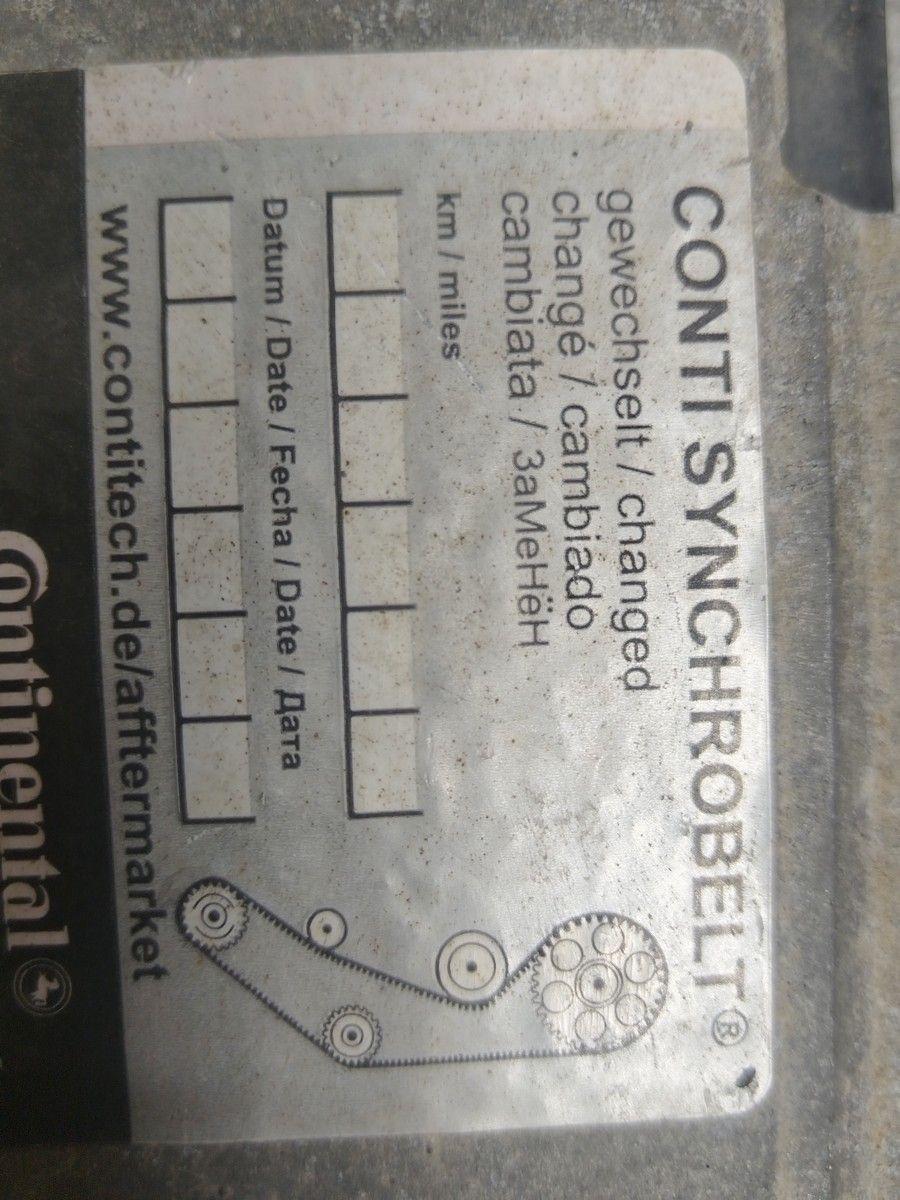 CONTI SYNCHROBELT®
gewechselt / changed
changé / cambiado
cambiata / заменён
km / miles
Datum / Date / Fecha / Date / Дата
www.contitech.de/afftermarket
Continental